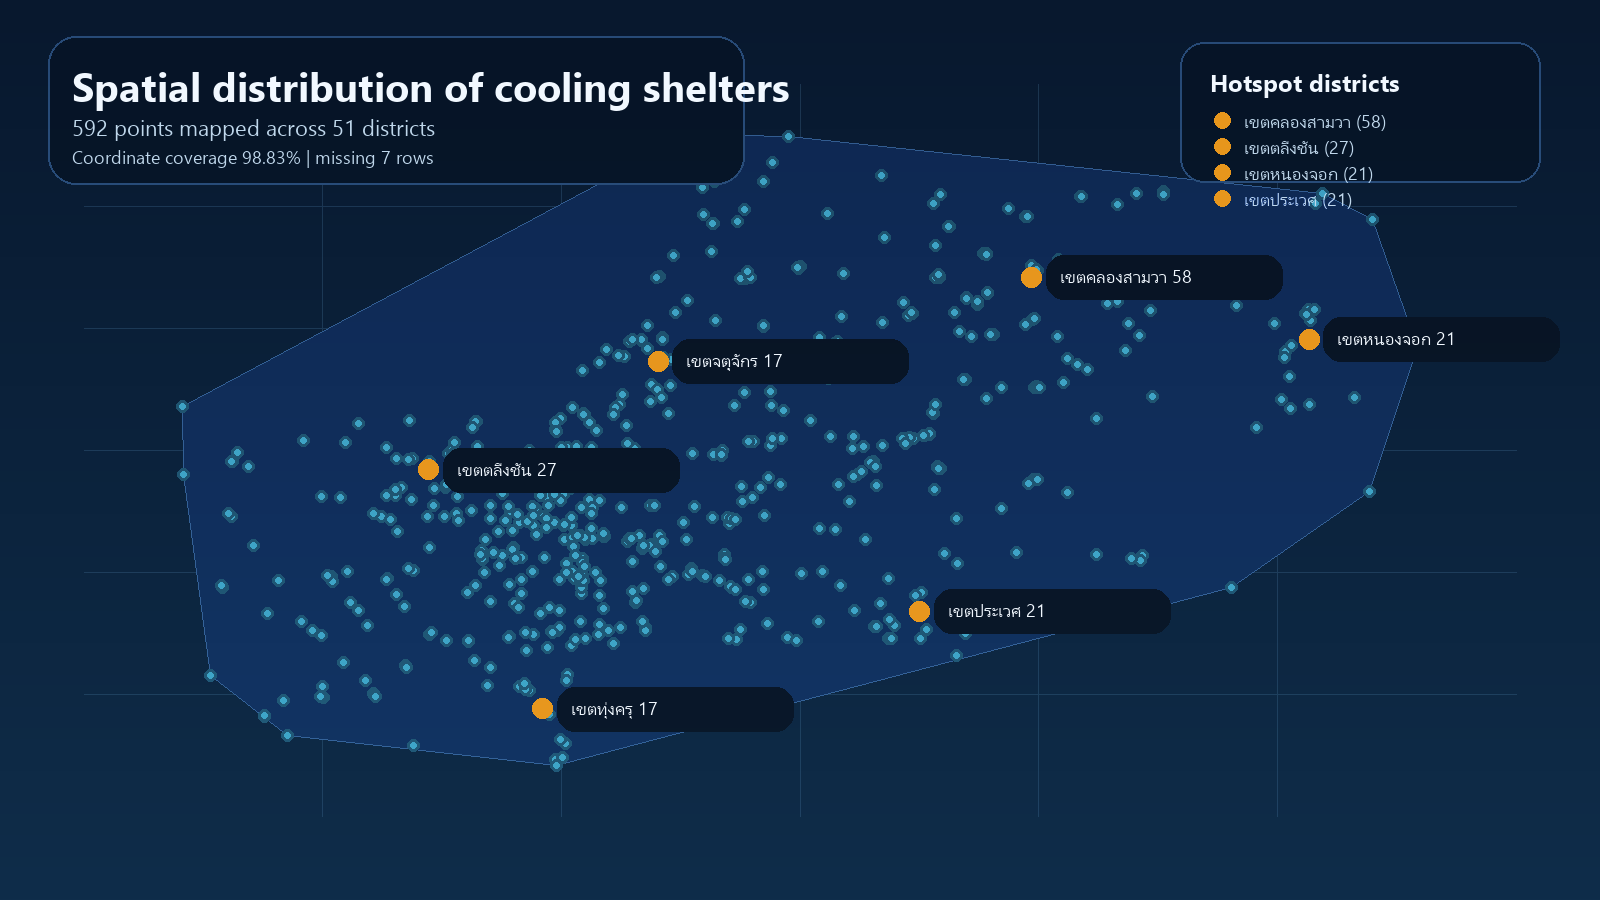 Spatial distribution of cooling shelters
592 points mapped across 51 districts
Coordinate coverage 98.83% | missing 7 rows
Hotspot districts
เขตคลองสามวา (58)
เขตตลิ่งชัน (27)
เขตหนองจอก (21)
เขตประเวศ (21)
เขตคลองสามวา 58
เขตหนองจอก 21
เขตจตุจักร 17
เขตตลิ่งชัน 27
เขตประเวศ 21
เขตทุ่งครุ 17